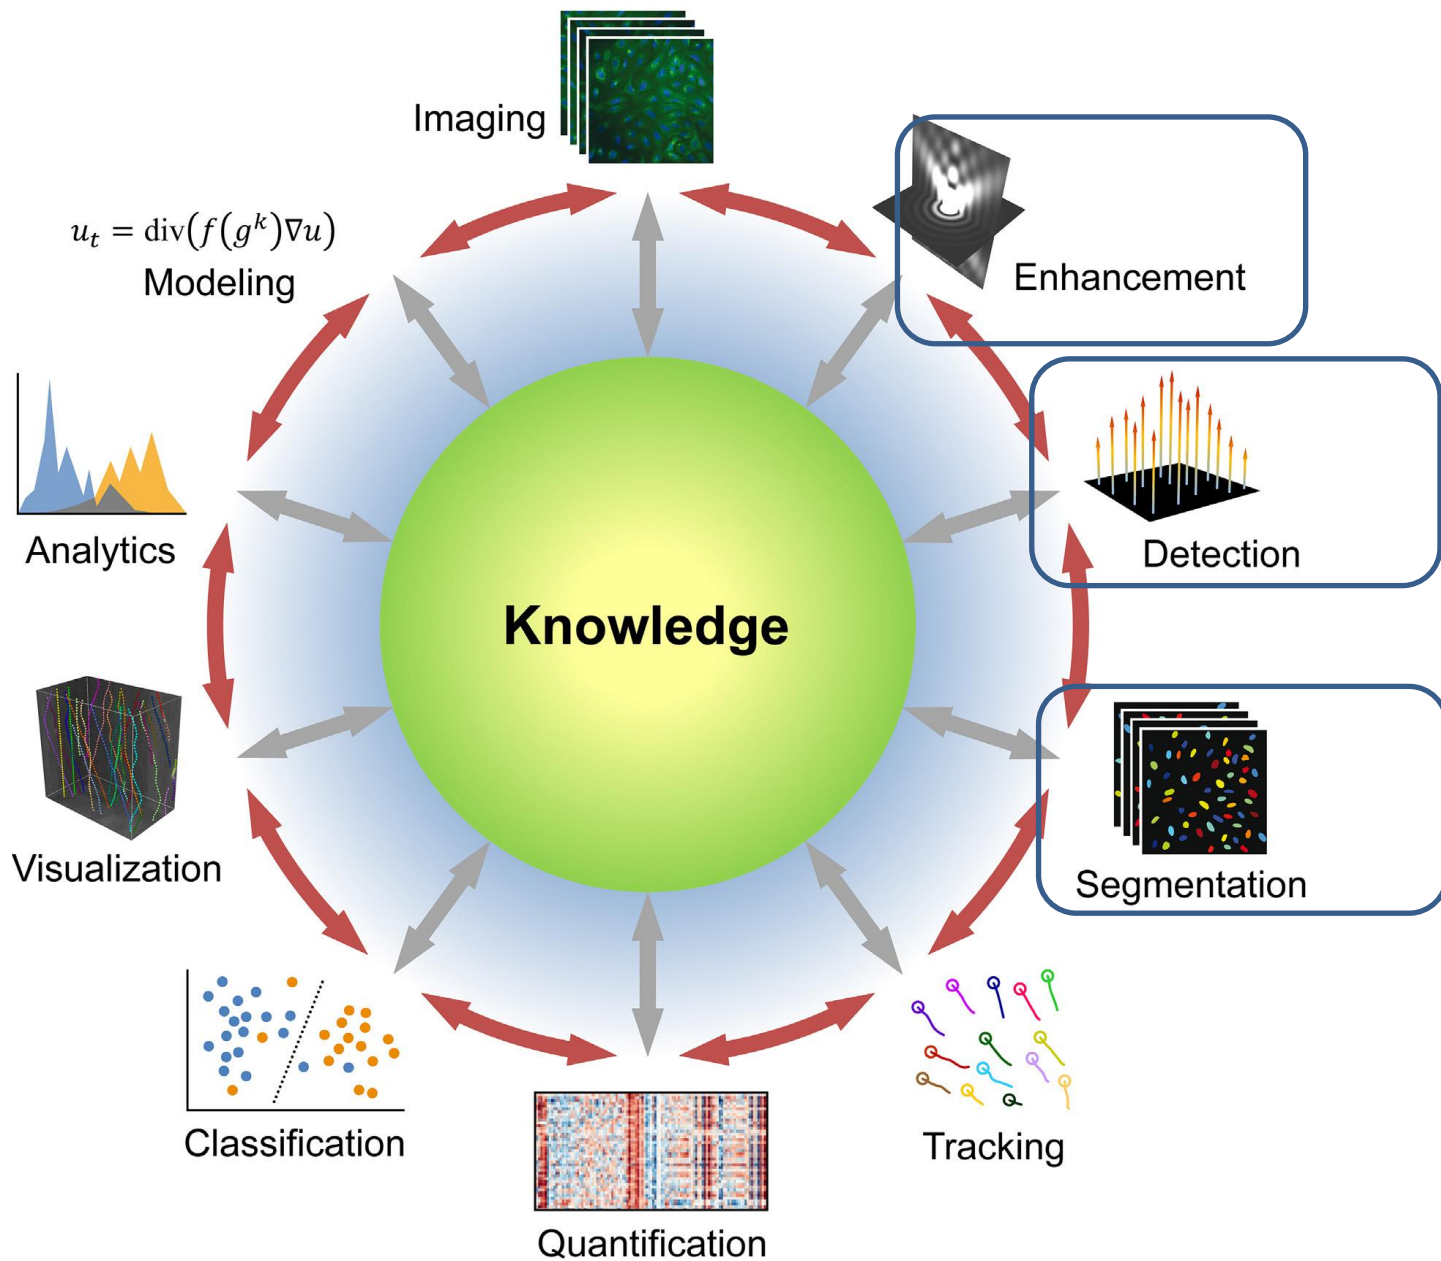 Imaging
Enhancement
Detection
Segmentation
Tracking
Quantification
Classification
Visualization
Analytics
u_t = div(f(g^k)∇u)
Modeling
Knowledge